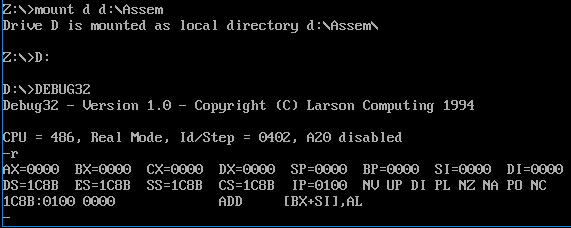 Z:\>mount d d:\Assem
Drive D is mounted as local directory d:\Assem\
Z:\>D:
D:\>DEBUG32
Debug32 - Version 1.0 - Copyright (C) Larson Computing 1994
CPU = 486, Real Mode, Id/Step = 0402, A20 disabled
-r
AX=0000  BX=0000  CX=0000  DX=0000  SP=0000  BP=0000  SI=0000  DI=0000
DS=1C8B  ES=1C8B  SS=1C8B  CS=1C8B  IP=0100  NV UP DI PL NZ NA PO NC
1C8B:0100 0000              ADD     [BX+SI],AL
-